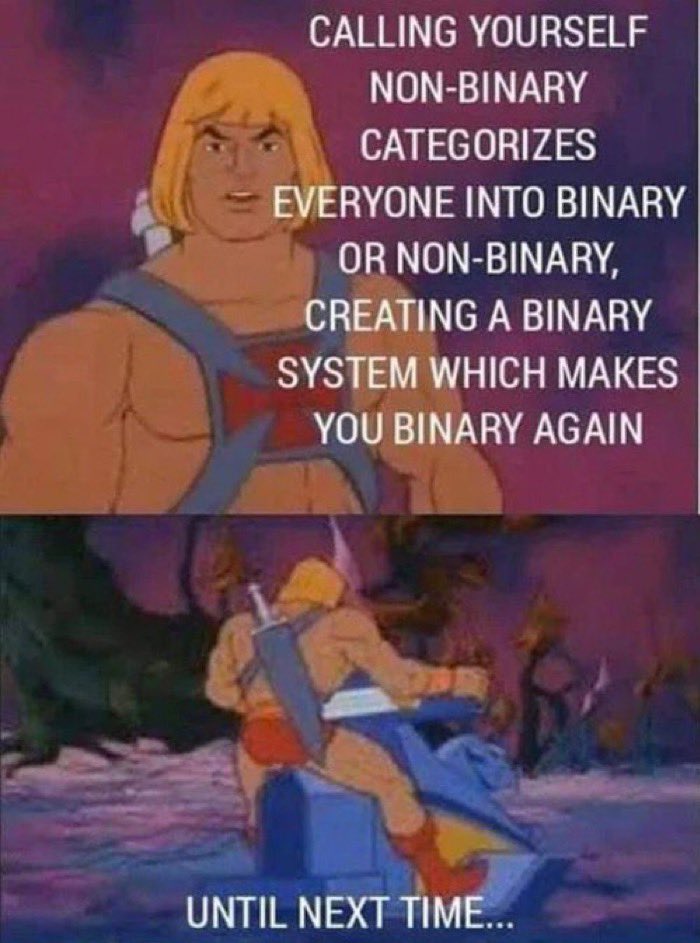 CALLING YOURSELF
NON-BINARY
CATEGORIZES
EVERYONE INTO BINARY
OR NON-BINARY,
CREATING A BINARY
SYSTEM WHICH MAKES
YOU BINARY AGAIN
UNTIL NEXT TIME...